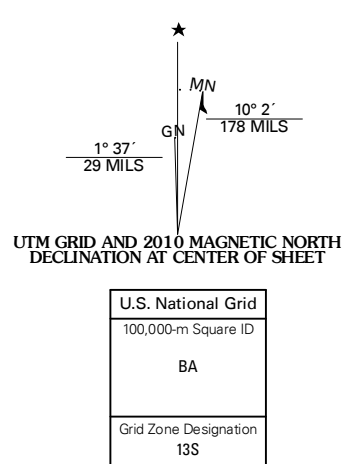 ★
MN
10° 2´
178 MILS
GN
1° 37´
29 MILS
UTM GRID AND 2010 MAGNETIC NORTH
DECLINATION AT CENTER OF SHEET
U.S. National Grid
100,000-m Square ID
BA
Grid Zone Designation
13S